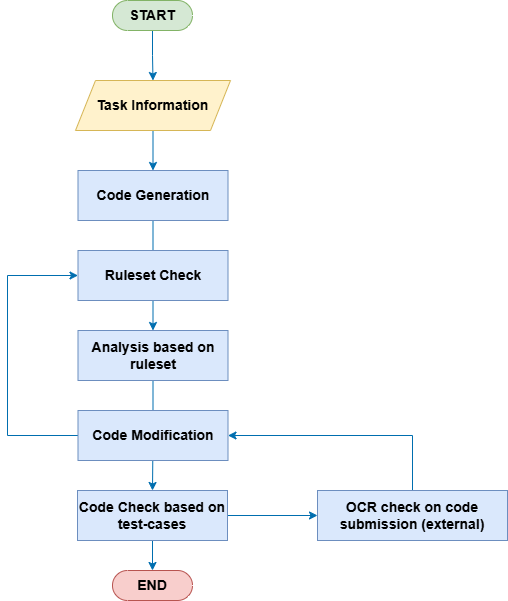 START
Task Information
Code Generation
Ruleset Check
Analysis based on
ruleset
Code Modification
Code Check based on
test-cases
OCR check on code
submission (external)
END